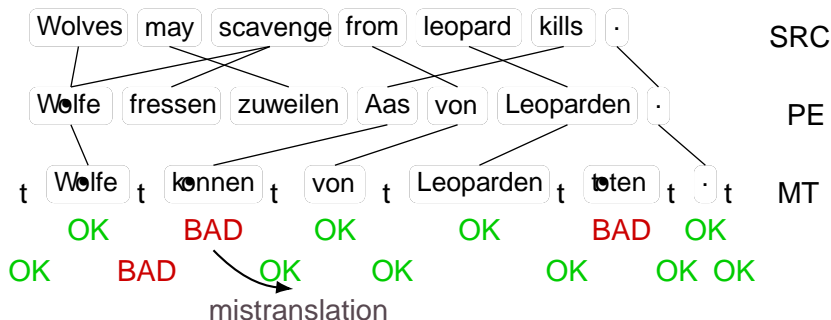 Wolves may scavenge from leopard kills . SRC
Wölfe fressen zuweilen Aas von Leoparden . PE
t Wölfe t können t von t Leoparden t töten t . t MT
OK BAD OK OK BAD OK
OK BAD OK OK OK OK OK
mistranslation